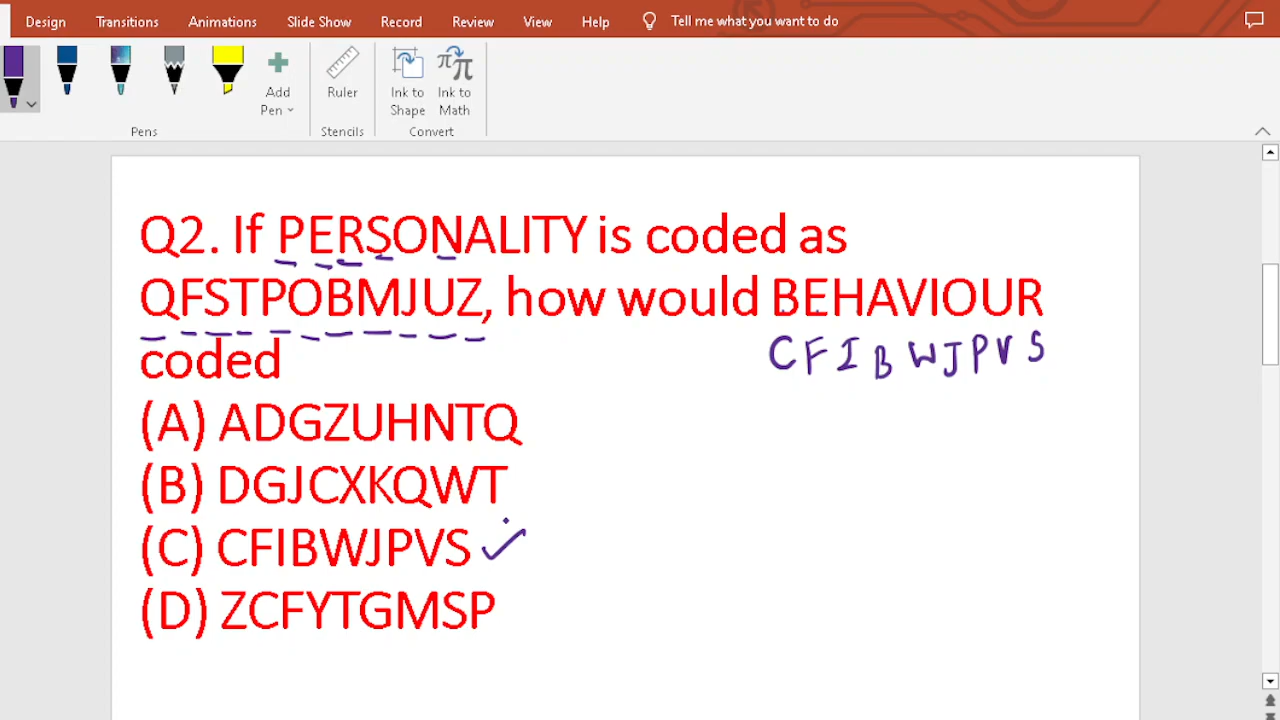 Design Transitions Animations Slide Show Record Review View Help Tell me what you want to do
Add Pen
Ruler
Ink to Shape
Ink to Math
Pens Stencils Convert
Q2. If PERSONALITY is coded as
QFSTPOBMJUZ, how would BEHAVIOUR
CFIBWJPVS
coded
(A) ADGZUHNTQ
(B) DGJCXKQWT
(C) CFIBWJPVS
(D) ZCFYTGMSP